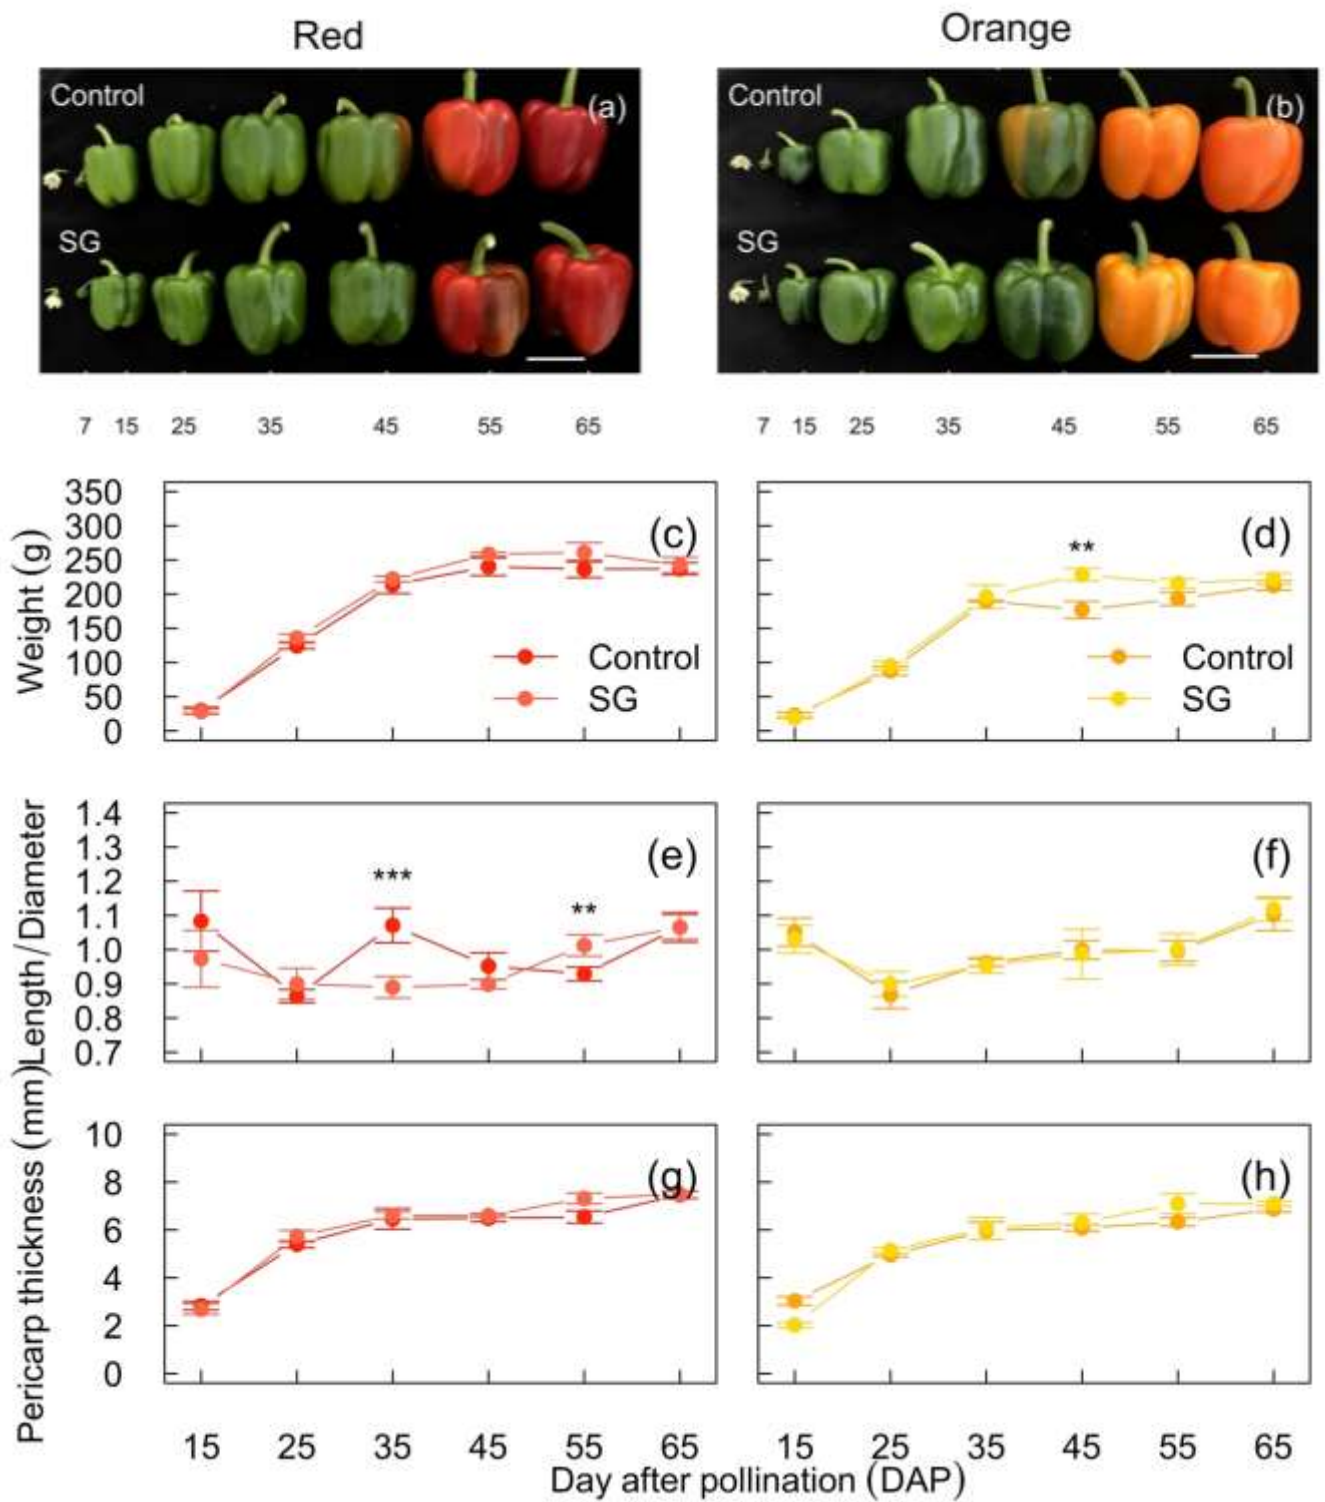 Red
Orange
Control
(a)
SG
Control
(b)
SG
7 15 25 35 45 55 65
7 15 25 35 45 55 65
Weight (g)
350
300
250
200
150
100
50
0
(c)
Control
SG
(d)
**
Control
SG
Length/Diameter
1.4
1.3
1.2
1.1
1.0
0.9
0.8
0.7
(e)
***
**
(f)
Pericarp thickness (mm)
10
8
6
4
2
0
(g)
(h)
15 25 35 45 55 65
15 25 35 45 55 65
Day after pollination (DAP)